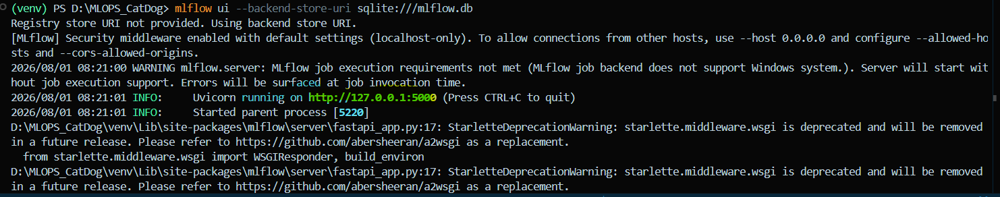 (venv) PS D:\MLOPS_CatDog> mlflow ui --backend-store-uri sqlite:///mlflow.db
Registry store URI not provided. Using backend store URI.
[MLflow] Security middleware enabled with default settings (localhost-only). To allow connections from other hosts, use --host 0.0.0.0 and configure --allowed-ho
sts and --cors-allowed-origins.
2026/08/01 08:21:00 WARNING mlflow.server: MLflow job execution requirements not met (MLflow job backend does not support Windows system.). Server will start wit
hout job execution support. Errors will be surfaced at job invocation time.
2026/08/01 08:21:01 INFO:     Uvicorn running on http://127.0.0.1:5000 (Press CTRL+C to quit)
2026/08/01 08:21:01 INFO:     Started parent process [5220]
D:\MLOPS_CatDog\venv\Lib\site-packages\mlflow\server\fastapi_app.py:17: StarletteDeprecationWarning: starlette.middleware.wsgi is deprecated and will be removed
in a future release. Please refer to https://github.com/abersheeran/a2wsgi as a replacement.
  from starlette.middleware.wsgi import WSGIResponder, build_environ
D:\MLOPS_CatDog\venv\Lib\site-packages\mlflow\server\fastapi_app.py:17: StarletteDeprecationWarning: starlette.middleware.wsgi is deprecated and will be removed
in a future release. Please refer to https://github.com/abersheeran/a2wsgi as a replacement.